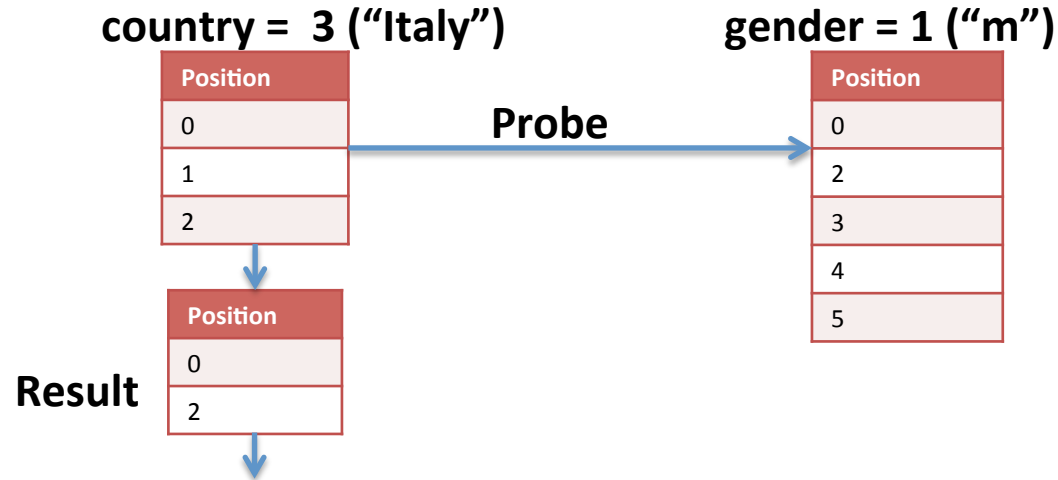 country =  3 (“Italy”)
gender = 1 (“m”)
Position
0
1
2
Probe
Position
0
2
3
4
5
Result
Position
0
2